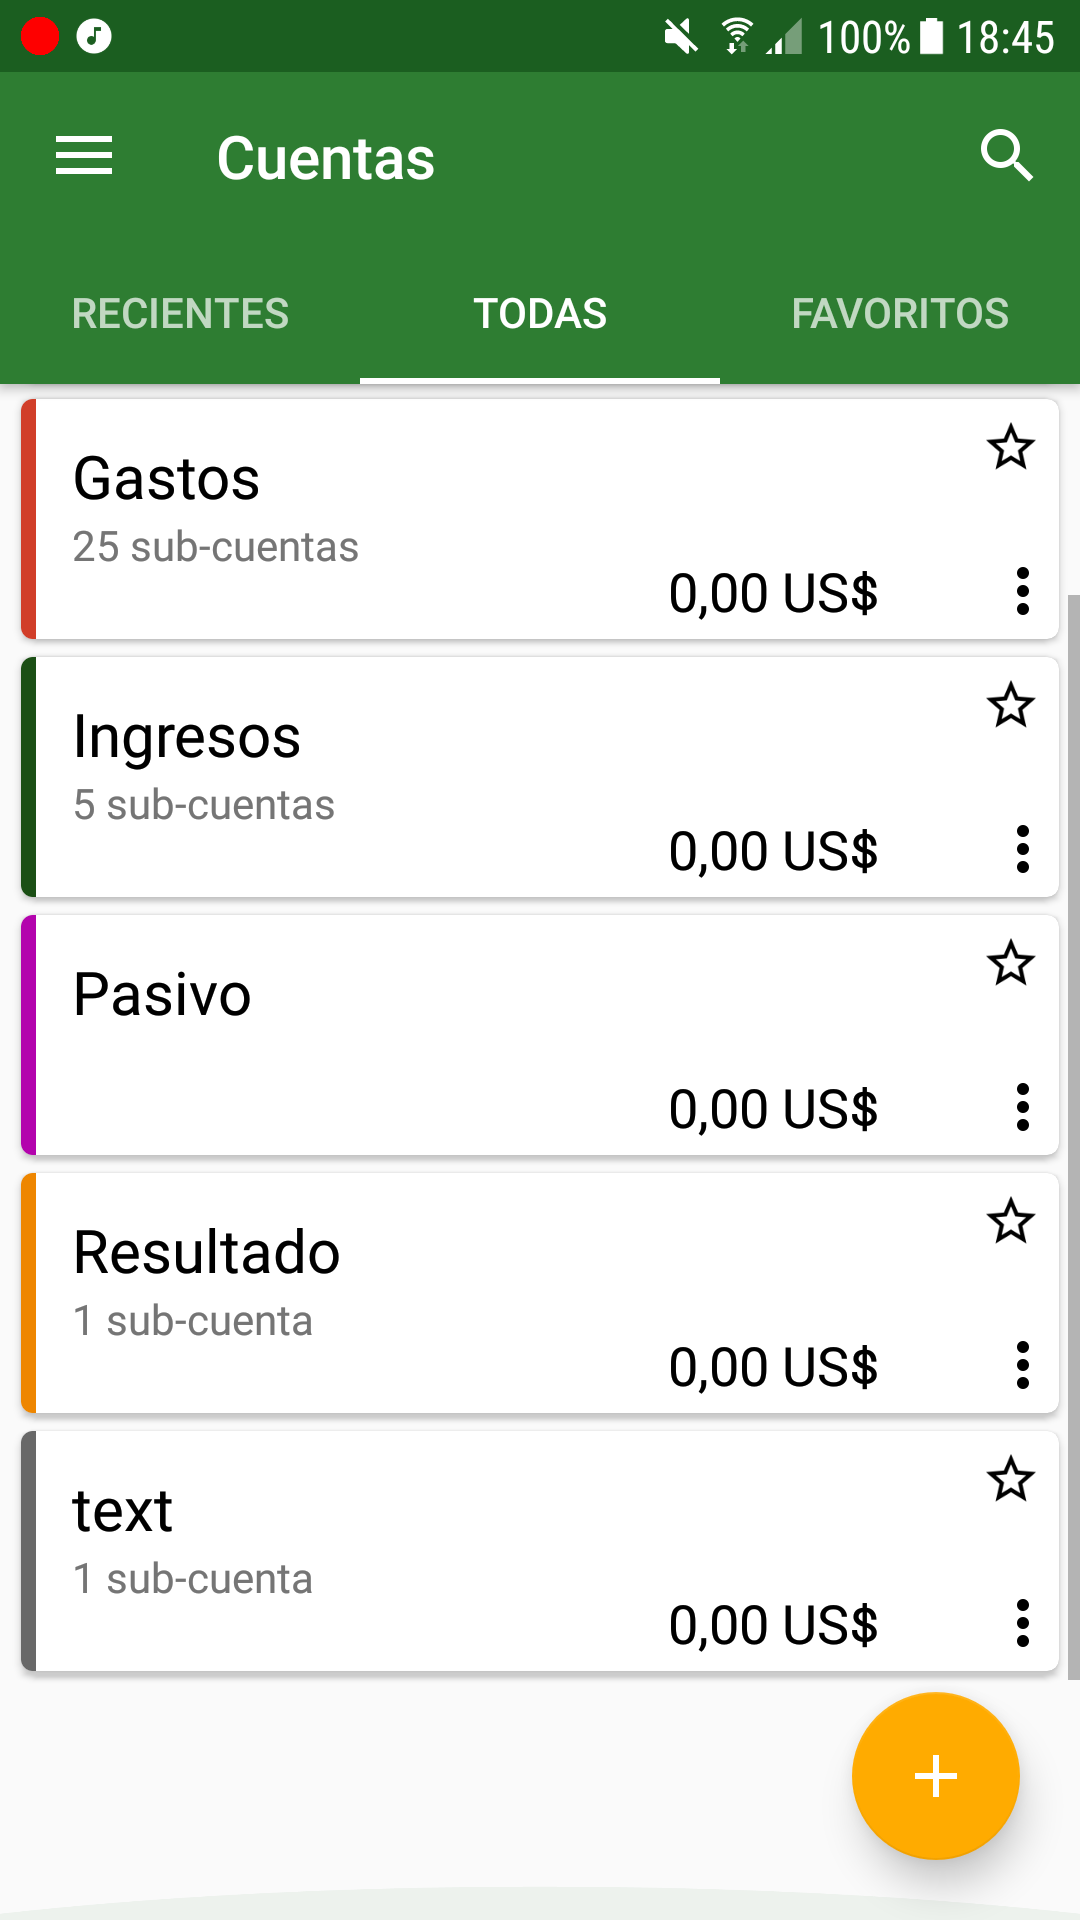 100% 18:45
Cuentas
RECIENTES TODAS FAVORITOS
Gastos
25 sub-cuentas
0,00 US$
Ingresos
5 sub-cuentas
0,00 US$
Pasivo
0,00 US$
Resultado
1 sub-cuenta
0,00 US$
text
1 sub-cuenta
0,00 US$